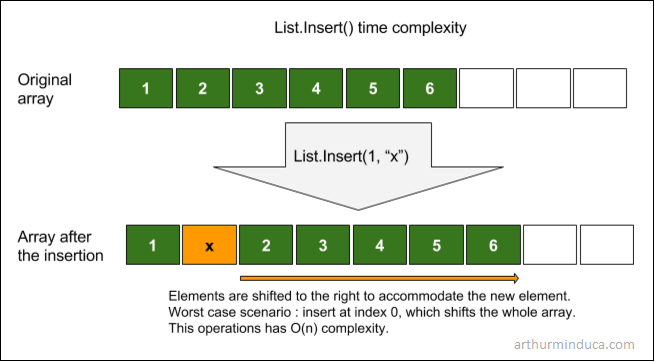 List.Insert() time complexity
Original
array
1 2 3 4 5 6
List.Insert(1, “x”)
Array after
the insertion
1 x 2 3 4 5 6
Elements are shifted to the right to accommodate the new element.
Worst case scenario : insert at index 0, which shifts the whole array.
This operations has O(n) complexity.
arthurminduca.com